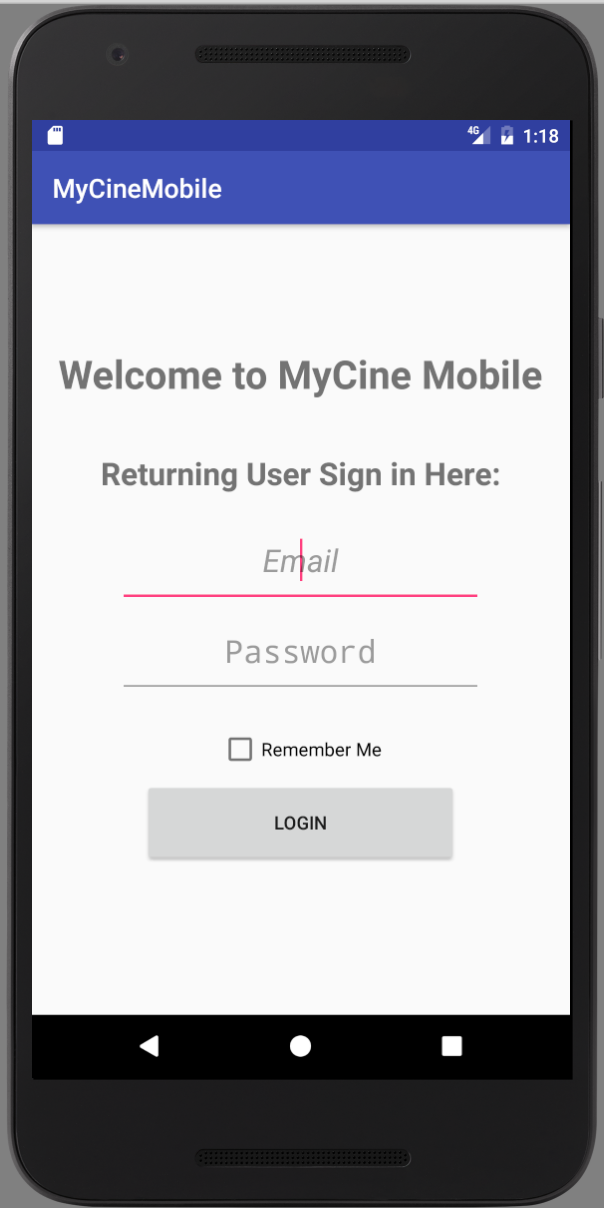 4G 1:18
MyCineMobile
Welcome to MyCine Mobile
Returning User Sign in Here:
Email
Password
Remember Me
LOGIN